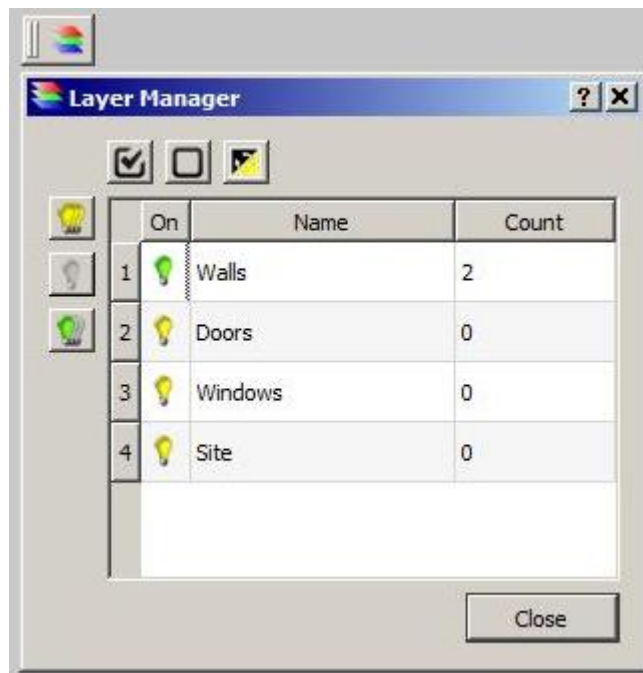 Layer Manager ?
On Name Count
1 Walls 2
2 Doors 0
3 Windows 0
4 Site 0
Close